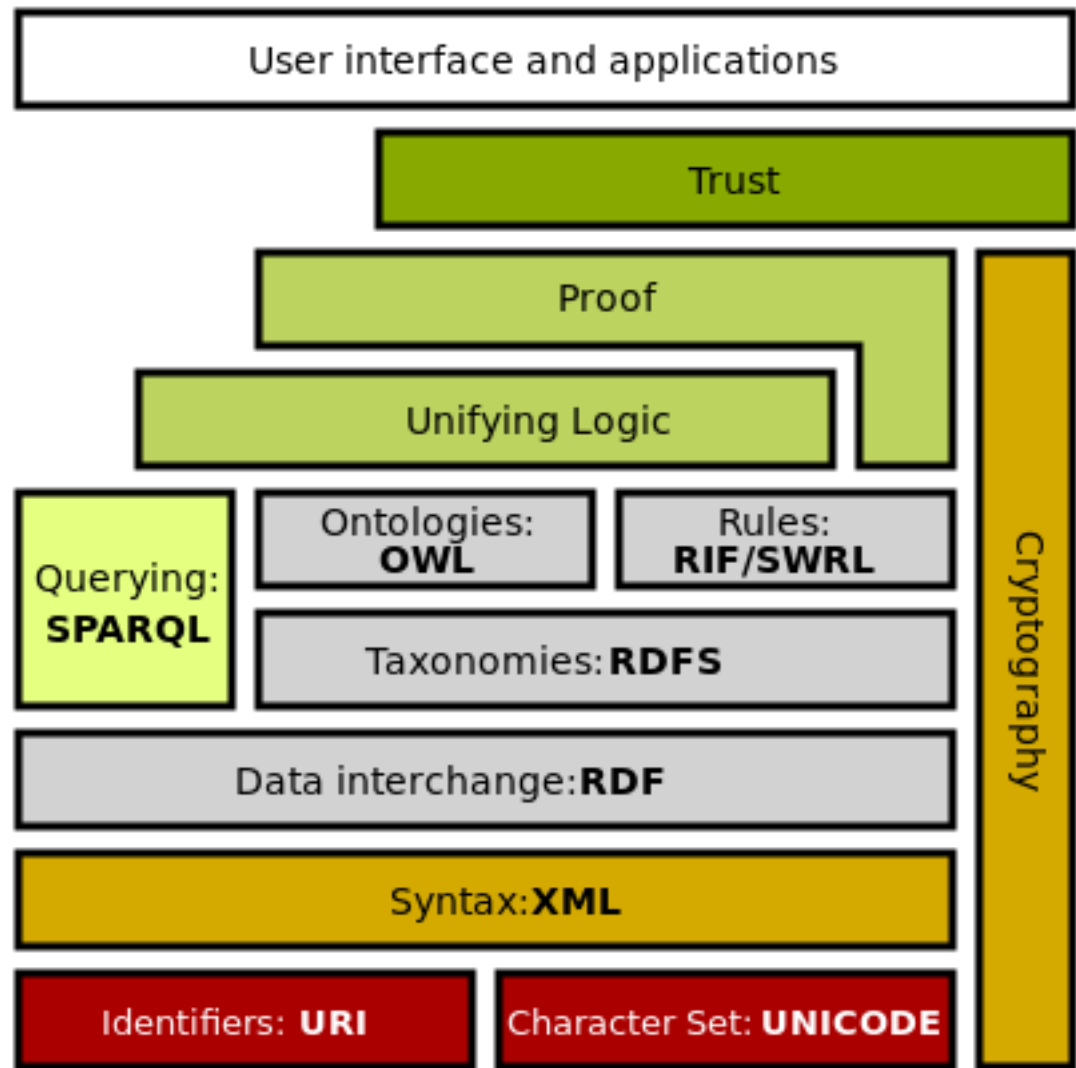 User interface and applications
Trust
Proof
Unifying Logic
Ontologies:
OWL
Rules:
RIF/SWRL
Querying:
SPARQL
Taxonomies: RDFS
Cryptography
Data interchange:RDF
Syntax:XML
Identifiers: URI
Character Set: UNICODE